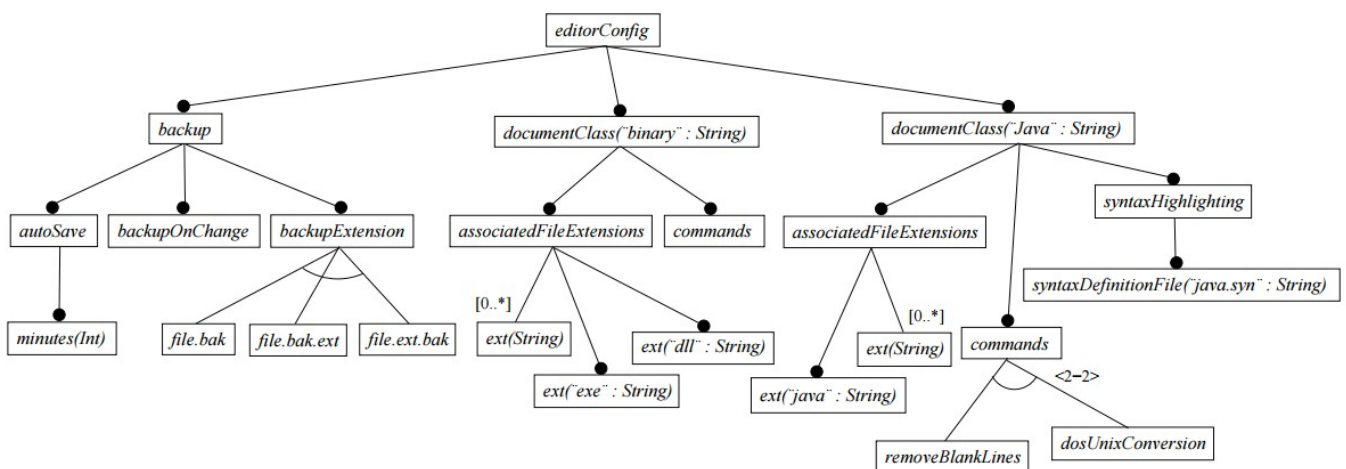 editorConfig
backup
documentClass(¨binary¨ : String)
documentClass(¨Java¨ : String)
autoSave
backupOnChange
backupExtension
associatedFileExtensions
commands
associatedFileExtensions
syntaxHighlighting
minutes(Int)
file.bak
file.bak.ext
file.ext.bak
[0..*]
ext(String)
ext(¨dll¨ : String)
ext(¨exe¨ : String)
[0..*]
ext(String)
ext(¨java¨ : String)
syntaxDefinitionFile(¨java.syn¨ : String)
commands
<2−2>
removeBlankLines
dosUnixConversion